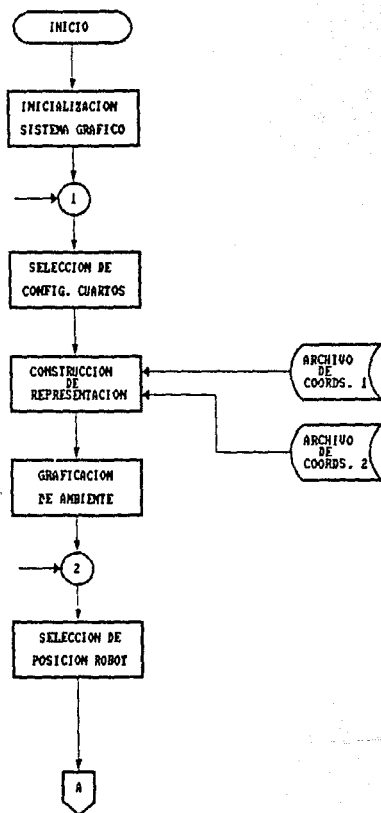 INICIO
INICIALIZACION
SISTEMA GRAFICO
1
SELECCION DE
CONFIG. CUARTOS
CONSTRUCCION
DE
REPRESENTACION
ARCHIVO
DE
COORDS. 1
ARCHIVO
DE
COORDS. 2
GRAFICACION
DE AMBIENTE
2
SELECCION DE
POSICION ROBOT
A